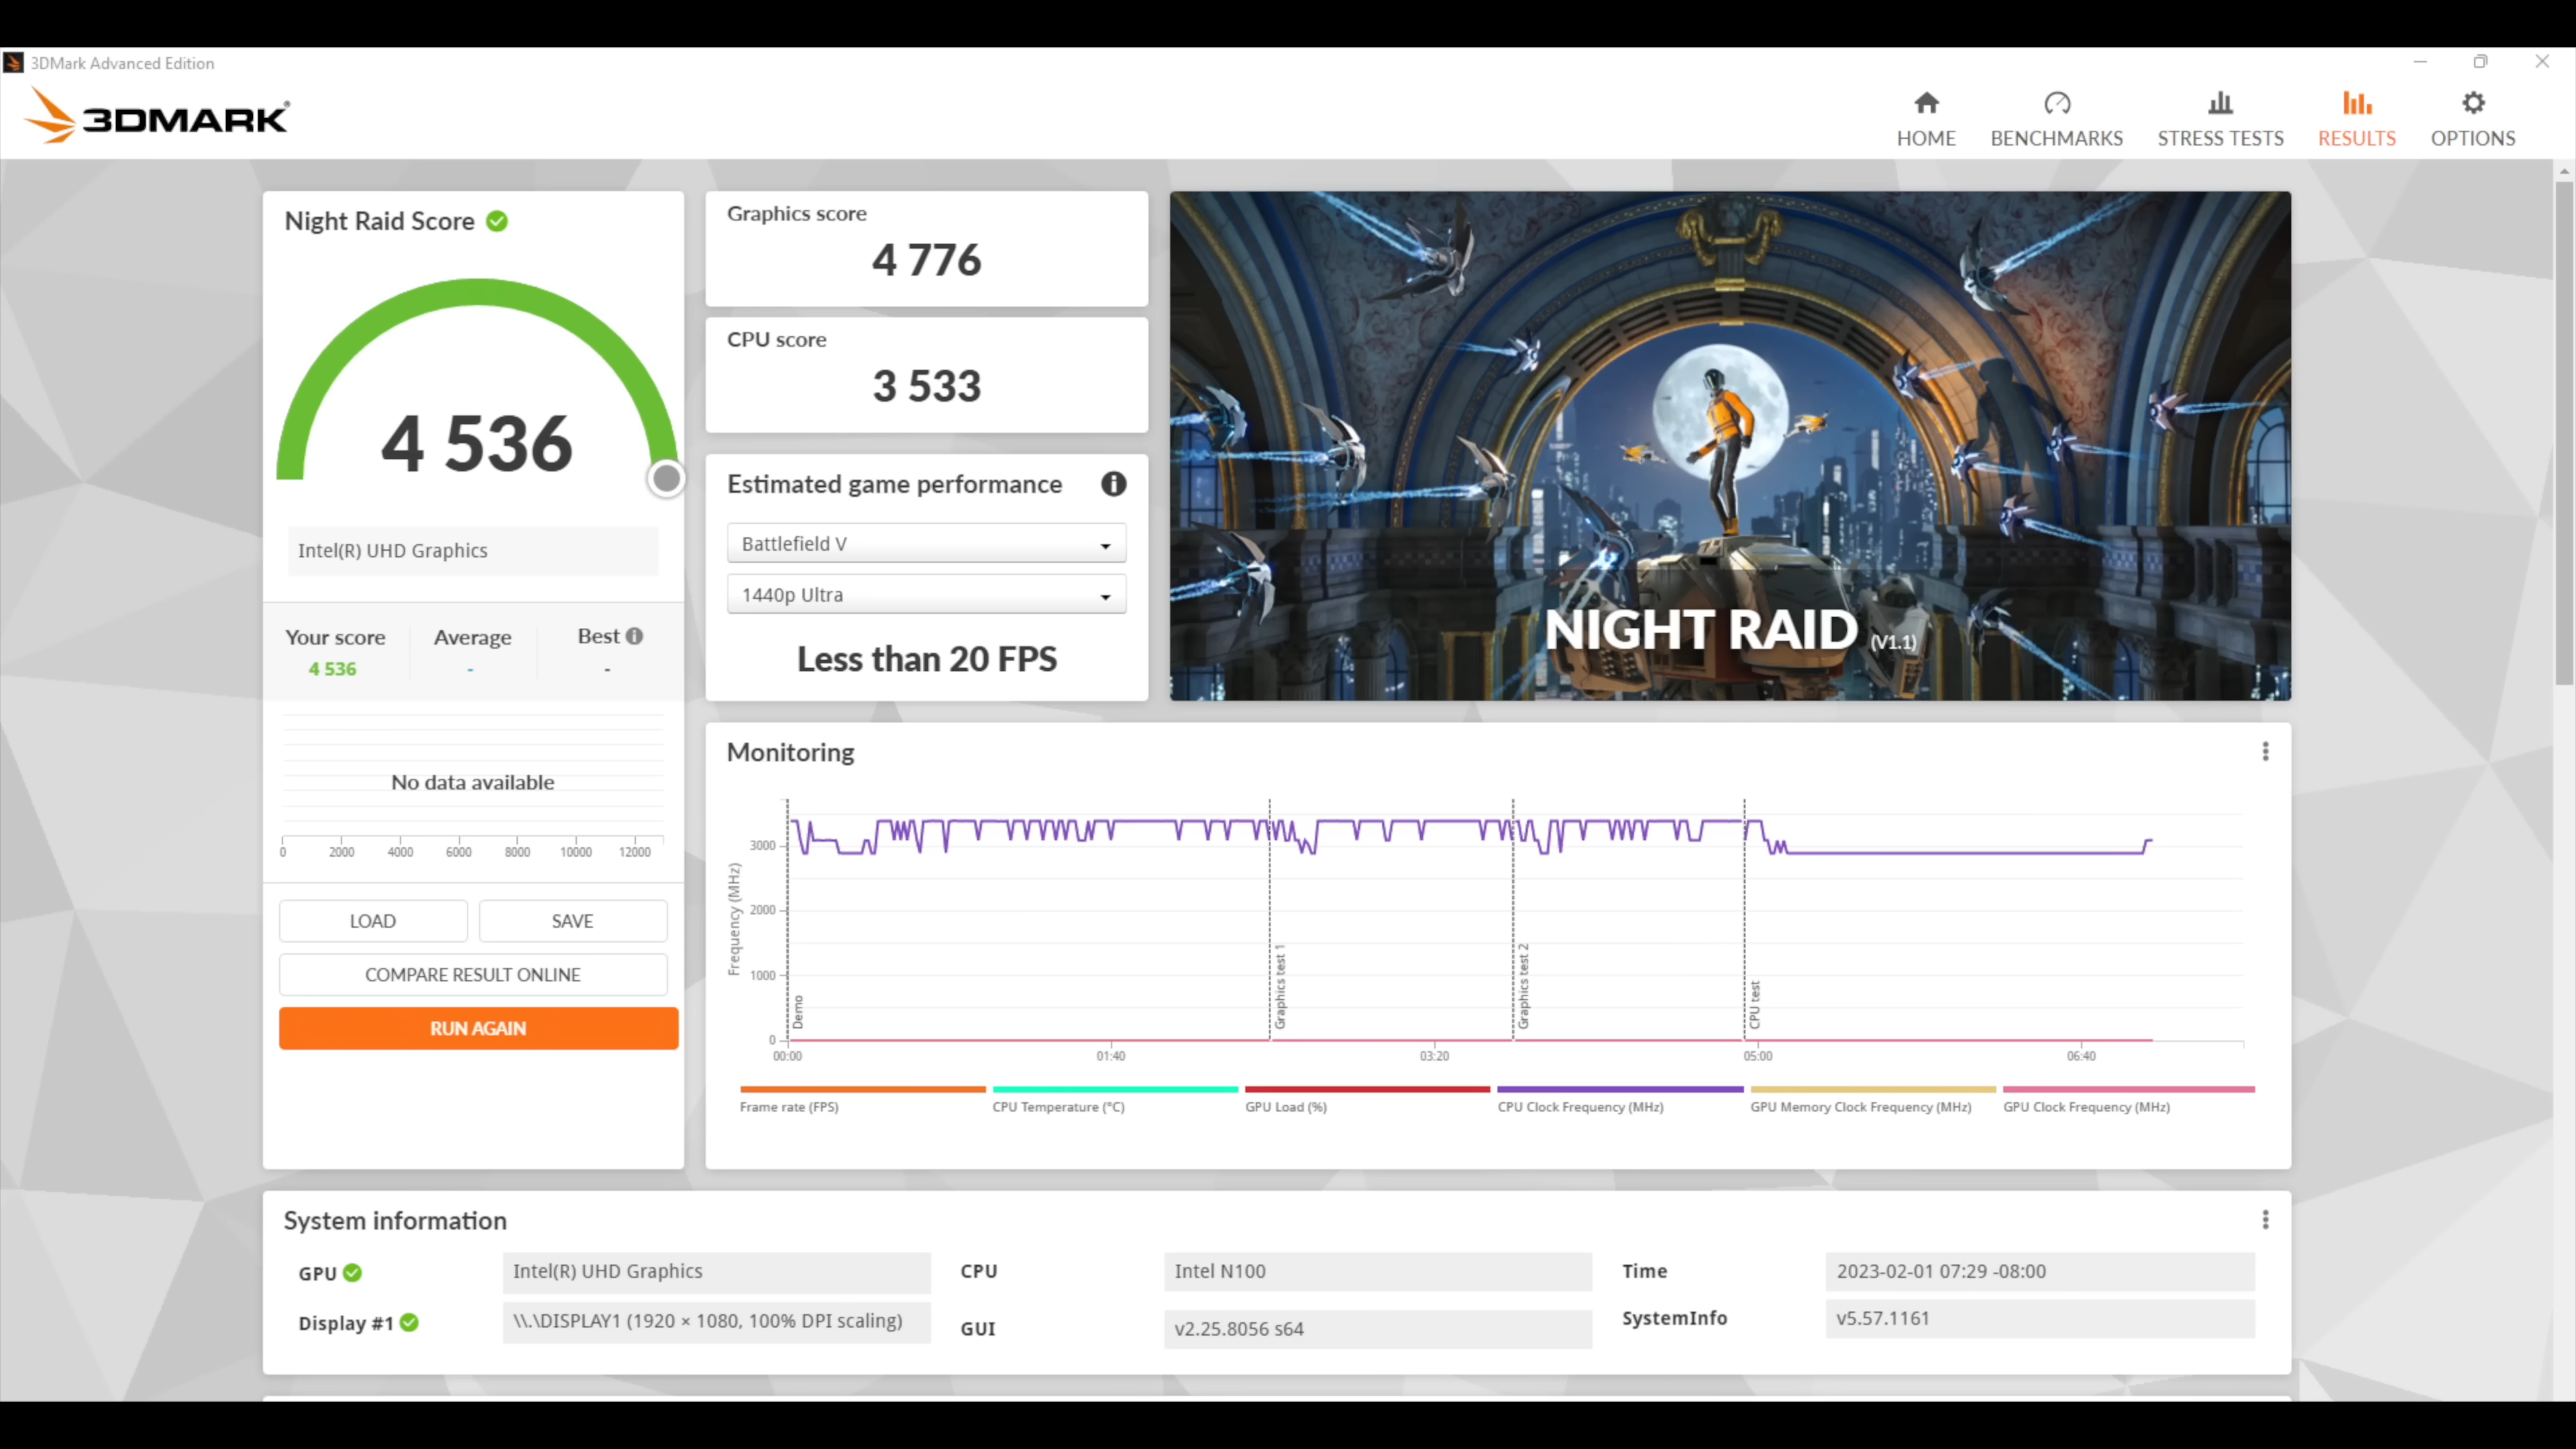 3DMark Advanced Edition
3DMARK®
HOME
BENCHMARKS
STRESS TESTS
RESULTS
OPTIONS
Night Raid Score
4 536
Intel(R) UHD Graphics
Your score
Average
Best
4 536
-
-
No data available
0 2000 4000 6000 8000 10000 12000
LOAD
SAVE
COMPARE RESULT ONLINE
RUN AGAIN
Graphics score
4 776
CPU score
3 533
Estimated game performance
Battlefield V
1440p Ultra
Less than 20 FPS
NIGHT RAID (V1.1)
Monitoring
Frequency (MHz)
3000
2000
1000
0
Demo
Graphics test 1
Graphics test 2
CPU test
00:00 01:40 03:20 05:00 06:40
Frame rate (FPS)
CPU Temperature (°C)
GPU Load (%)
CPU Clock Frequency (MHz)
GPU Memory Clock Frequency (MHz)
GPU Clock Frequency (MHz)
System information
GPU
Intel(R) UHD Graphics
CPU
Intel N100
Time
2023-02-01 07:29 -08:00
Display #1
\\.\DISPLAY1 (1920 × 1080, 100% DPI scaling)
GUI
v2.25.8056 s64
SystemInfo
v5.57.1161